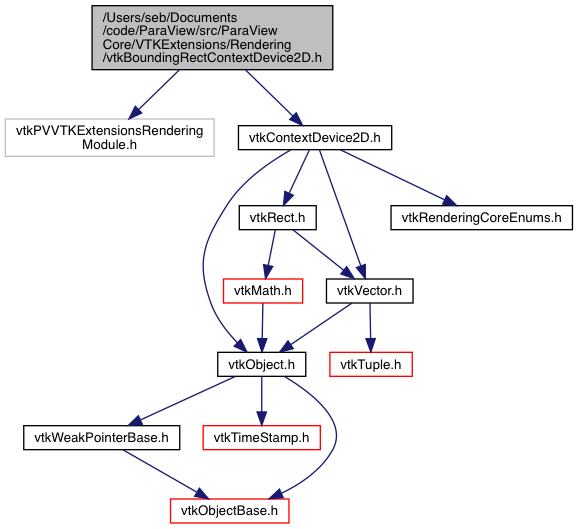 /Users/seb/Documents
/code/ParaView/src/ParaView
Core/VTKExtensions/Rendering
/vtkBoundingRectContextDevice2D.h
vtkPVVTKExtensionsRendering
Module.h
vtkContextDevice2D.h
vtkRect.h
vtkRenderingCoreEnums.h
vtkMath.h
vtkVector.h
vtkObject.h
vtkTuple.h
vtkWeakPointerBase.h
vtkTimeStamp.h
vtkObjectBase.h